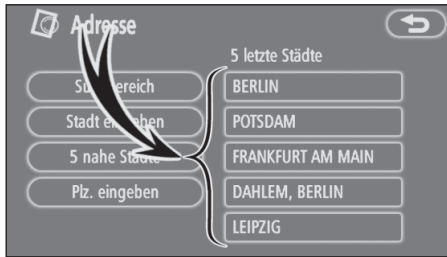 Adresse
5 letzte Städte
BERLIN
Stadt
POTSDAM
5 nahe Städte
FRANKFURT AM MAIN
Plz. eingeben
DAHLEM, BERLIN
LEIPZIG